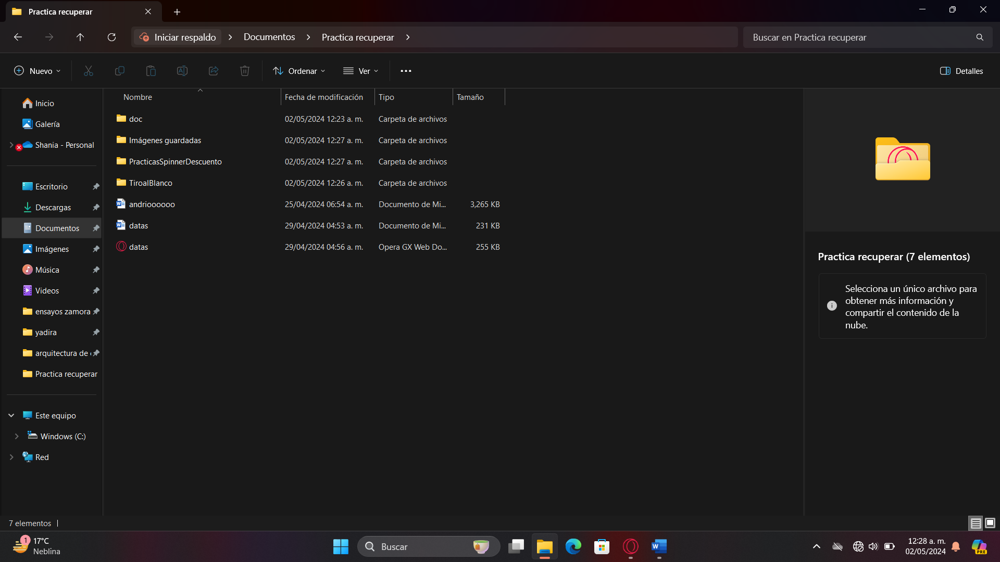 Practica recuperar
Iniciar respaldo > Documentos > Practica recuperar >
Buscar en Practica recuperar
Nuevo
Ordenar
Ver
Detalles
Inicio
Galería
Shania - Personal
Escritorio
Descargas
Documentos
Imágenes
Música
Videos
ensayos zamora
yadira
arquitectura de
Practica recuperar
Este equipo
Windows (C:)
Red
Nombre Fecha de modificación Tipo Tamaño
doc 02/05/2024 12:23 a. m. Carpeta de archivos
Imágenes guardadas 02/05/2024 12:27 a. m. Carpeta de archivos
PracticasSpinnerDescuento 02/05/2024 12:27 a. m. Carpeta de archivos
TiroalBlanco 02/05/2024 12:26 a. m. Carpeta de archivos
andrioooooo 25/04/2024 06:54 a. m. Documento de Mi... 3,265 KB
datas 29/04/2024 04:53 a. m. Documento de Mi... 231 KB
datas 29/04/2024 04:56 a. m. Opera GX Web Do... 255 KB
Practica recuperar (7 elementos)
Selecciona un único archivo para
obtener más información y
compartir el contenido de la
nube.
7 elementos
1
17°C
Neblina
Buscar
W
12:28 a. m.
02/05/2024
PRE